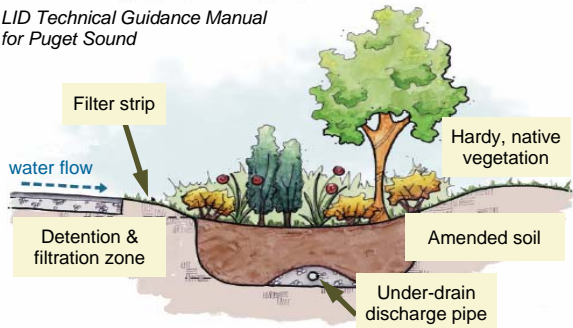 LID Technical Guidance Manual
for Puget Sound
Filter strip
water flow
Hardy, native
vegetation
Detention &
filtration zone
Amended soil
Under-drain
discharge pipe